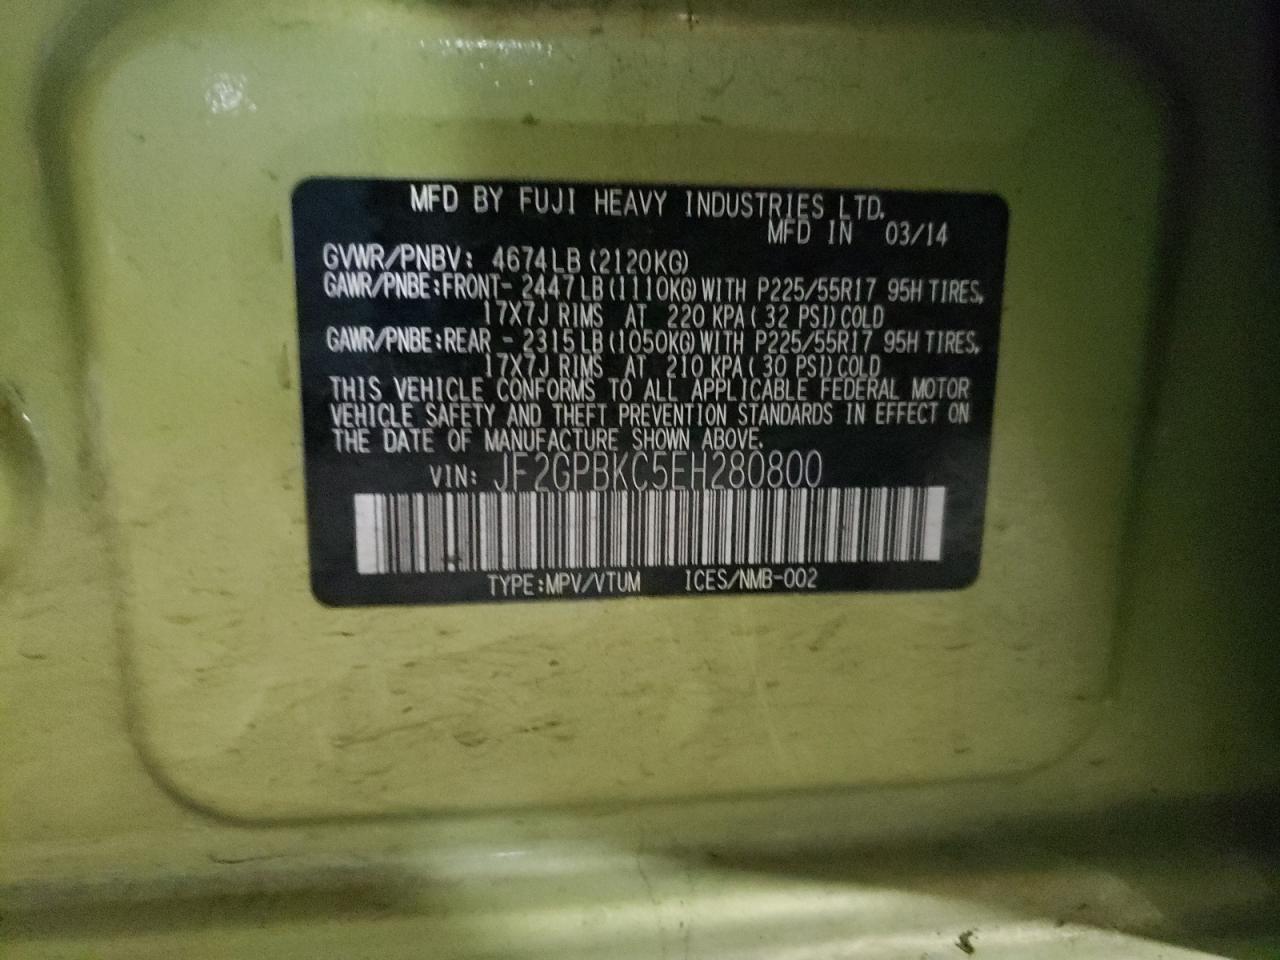 MFD BY FUJI HEAVY INDUSTRIES LTD.
MFD IN 03/14
GVWR/PNBV: 4674LB (2120KG)
GAWR/PNBE:FRONT- 2447LB(1110KG)WITH P225/55R17 95H TIRES,
17X7J RIMS AT 220 KPA( 32 PSI)COLD
GAWR/PNBE:REAR - 2315LB(1050KG)WITH P225/55R17 95H TIRES,
17X7J RIMS AT 210 KPA( 30 PSI)COLD
THIS VEHICLE CONFORMS TO ALL APPLICABLE FEDERAL MOTOR
VEHICLE SAFETY AND THEFT PREVENTION STANDARDS IN EFFECT ON
THE DATE OF MANUFACTURE SHOWN ABOVE.
VIN: JF2GPBKC5EH280800
TYPE:MPV/VTUM ICES/NMB-002